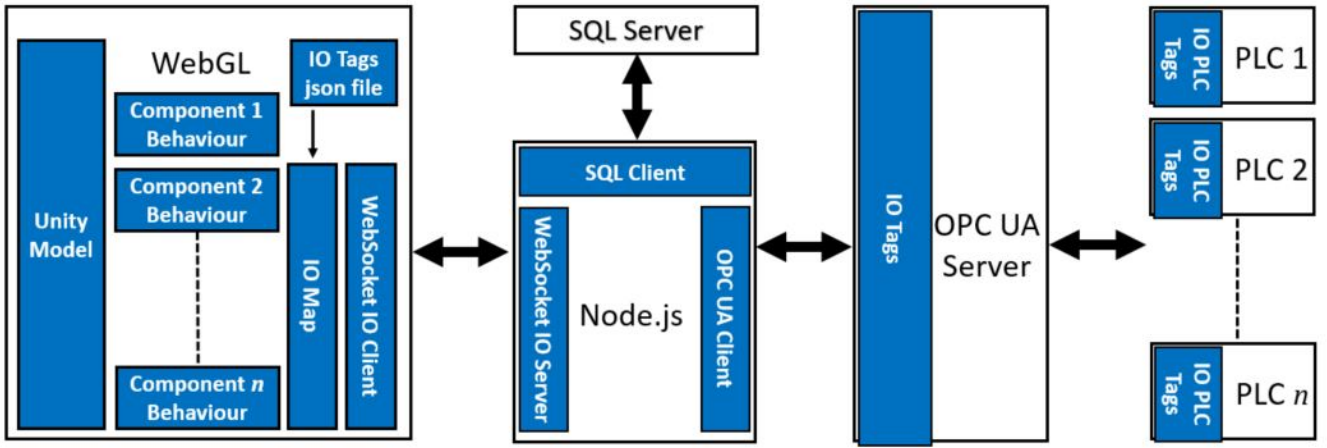 WebGL
Unity
Model
Component 1
Behaviour
Component 2
Behaviour
Component n
Behaviour
IO Tags
json file
IO Map
WebSocket IO Client
SQL Server
SQL Client
WebSocket IO Server
Node.js
OPC UA Client
IO Tags
OPC UA
Server
IO PLC
Tags
PLC 1
IO PLC
Tags
PLC 2
IO PLC
Tags
PLC n